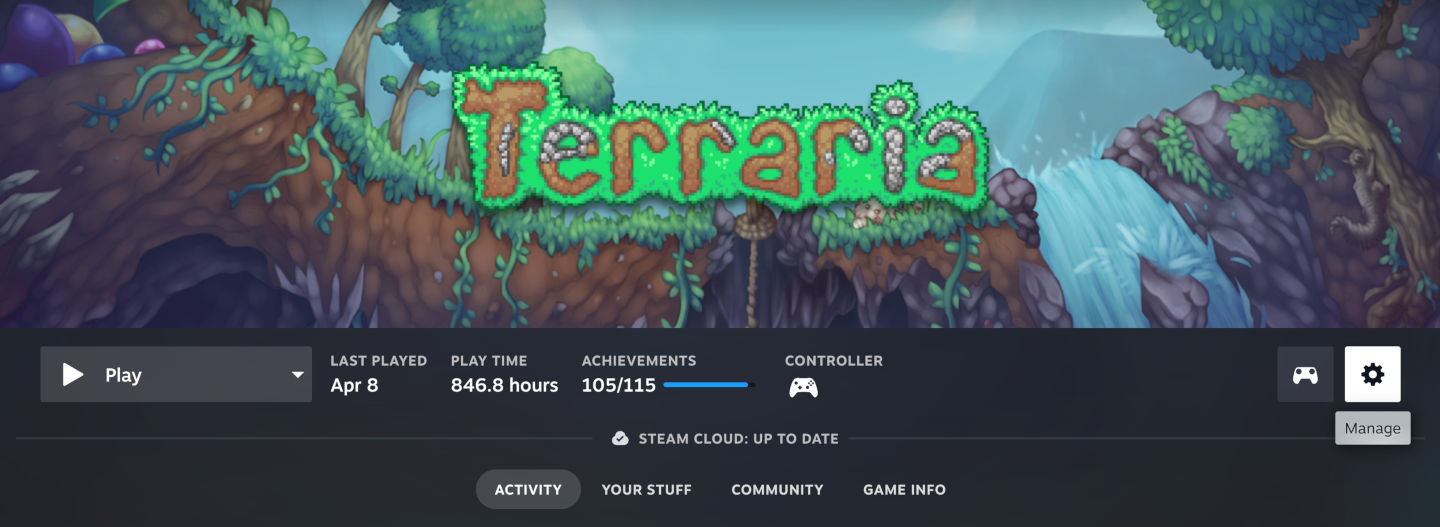 Terraria
Play
LAST PLAYED
Apr 8
PLAY TIME
846.8 hours
ACHIEVEMENTS
105/115
CONTROLLER
Manage
STEAM CLOUD: UP TO DATE
ACTIVITY
YOUR STUFF
COMMUNITY
GAME INFO